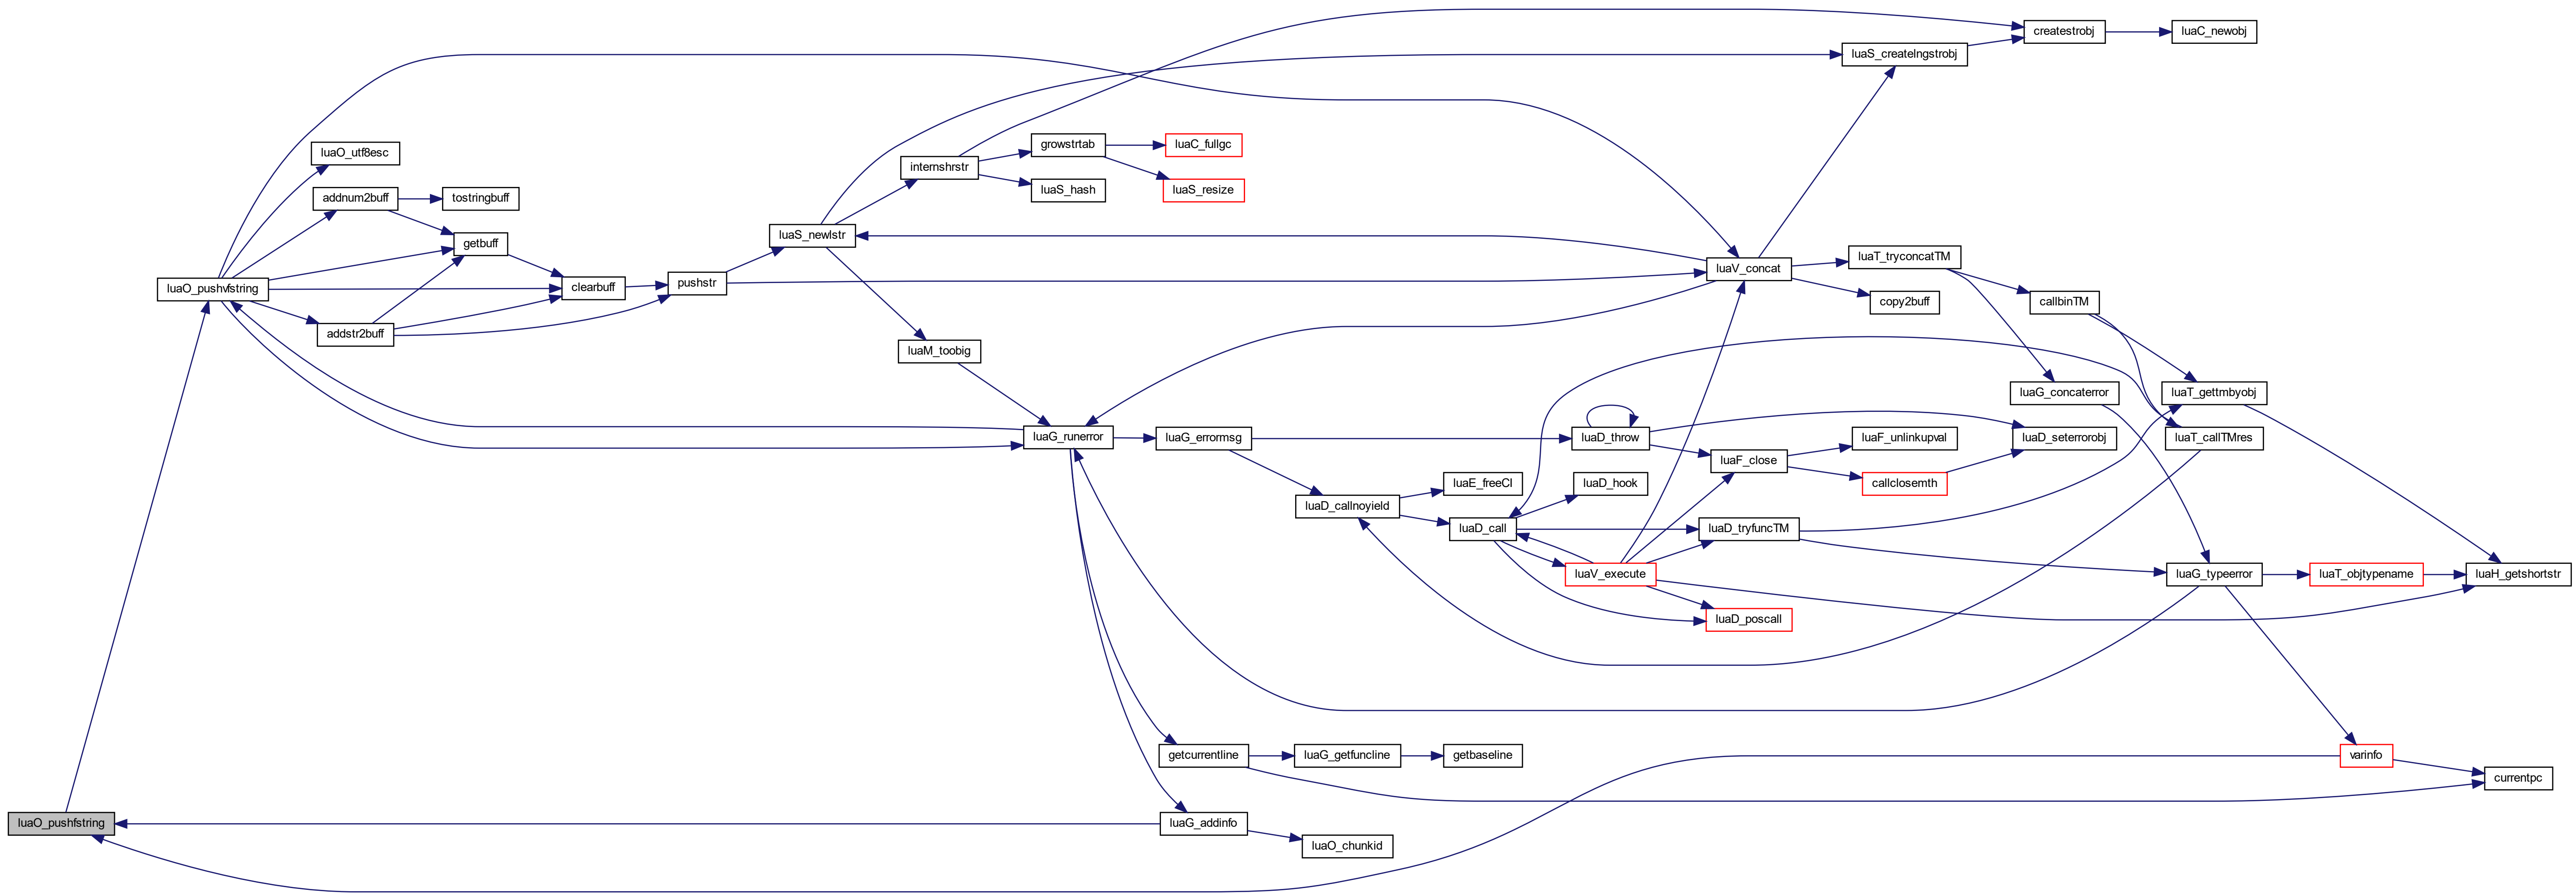 createstrobj
luaC_newobj
luaS_createlngstrobj
growstrtab
luaC_fullgc
luaO_utf8esc
internshrstr
luaS_hash
luaS_resize
addnum2buff
tostringbuff
luaS_newlstr
getbuff
luaT_tryconcatTM
luaV_concat
pushstr
luaO_pushvfstring
clearbuff
copy2buff
callbinTM
addstr2buff
luaM_toobig
luaG_concaterror
luaT_gettmbyobj
luaG_runerror
luaG_errormsg
luaD_throw
luaF_unlinkupval
luaD_seterrorobj
luaT_callTMres
luaF_close
luaE_freeCI
luaD_hook
callclosemth
luaD_callnoyield
luaD_call
luaD_tryfuncTM
luaV_execute
luaG_typeerror
luaT_objtypename
luaH_getshortstr
luaD_poscall
getcurrentline
luaG_getfuncline
getbaseline
varinfo
currentpc
luaO_pushfstring
luaG_addinfo
luaO_chunkid